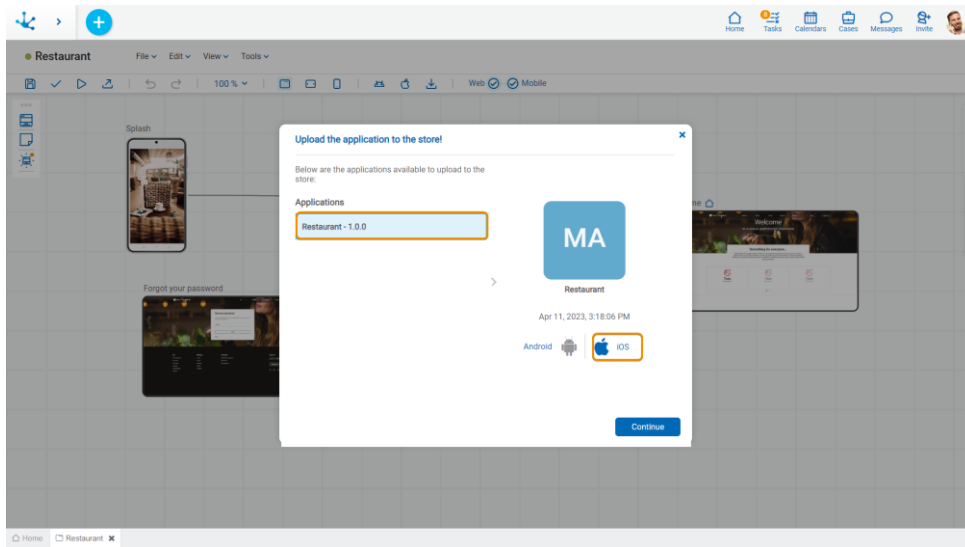 Home
6
Tasks
Calendars
Cases
Messages
Invite
Restaurant
File
Edit
View
Tools
100 %
Web
Mobile
Splash
Upload the application to the store!
Below are the applications available to upload to the
store:
Applications
Restaurant - 1.0.0
MA
Restaurant
Apr 11, 2023, 3:18:06 PM
Android
iOS
Continue
me
Welcome
Forgot your password
Home
Restaurant